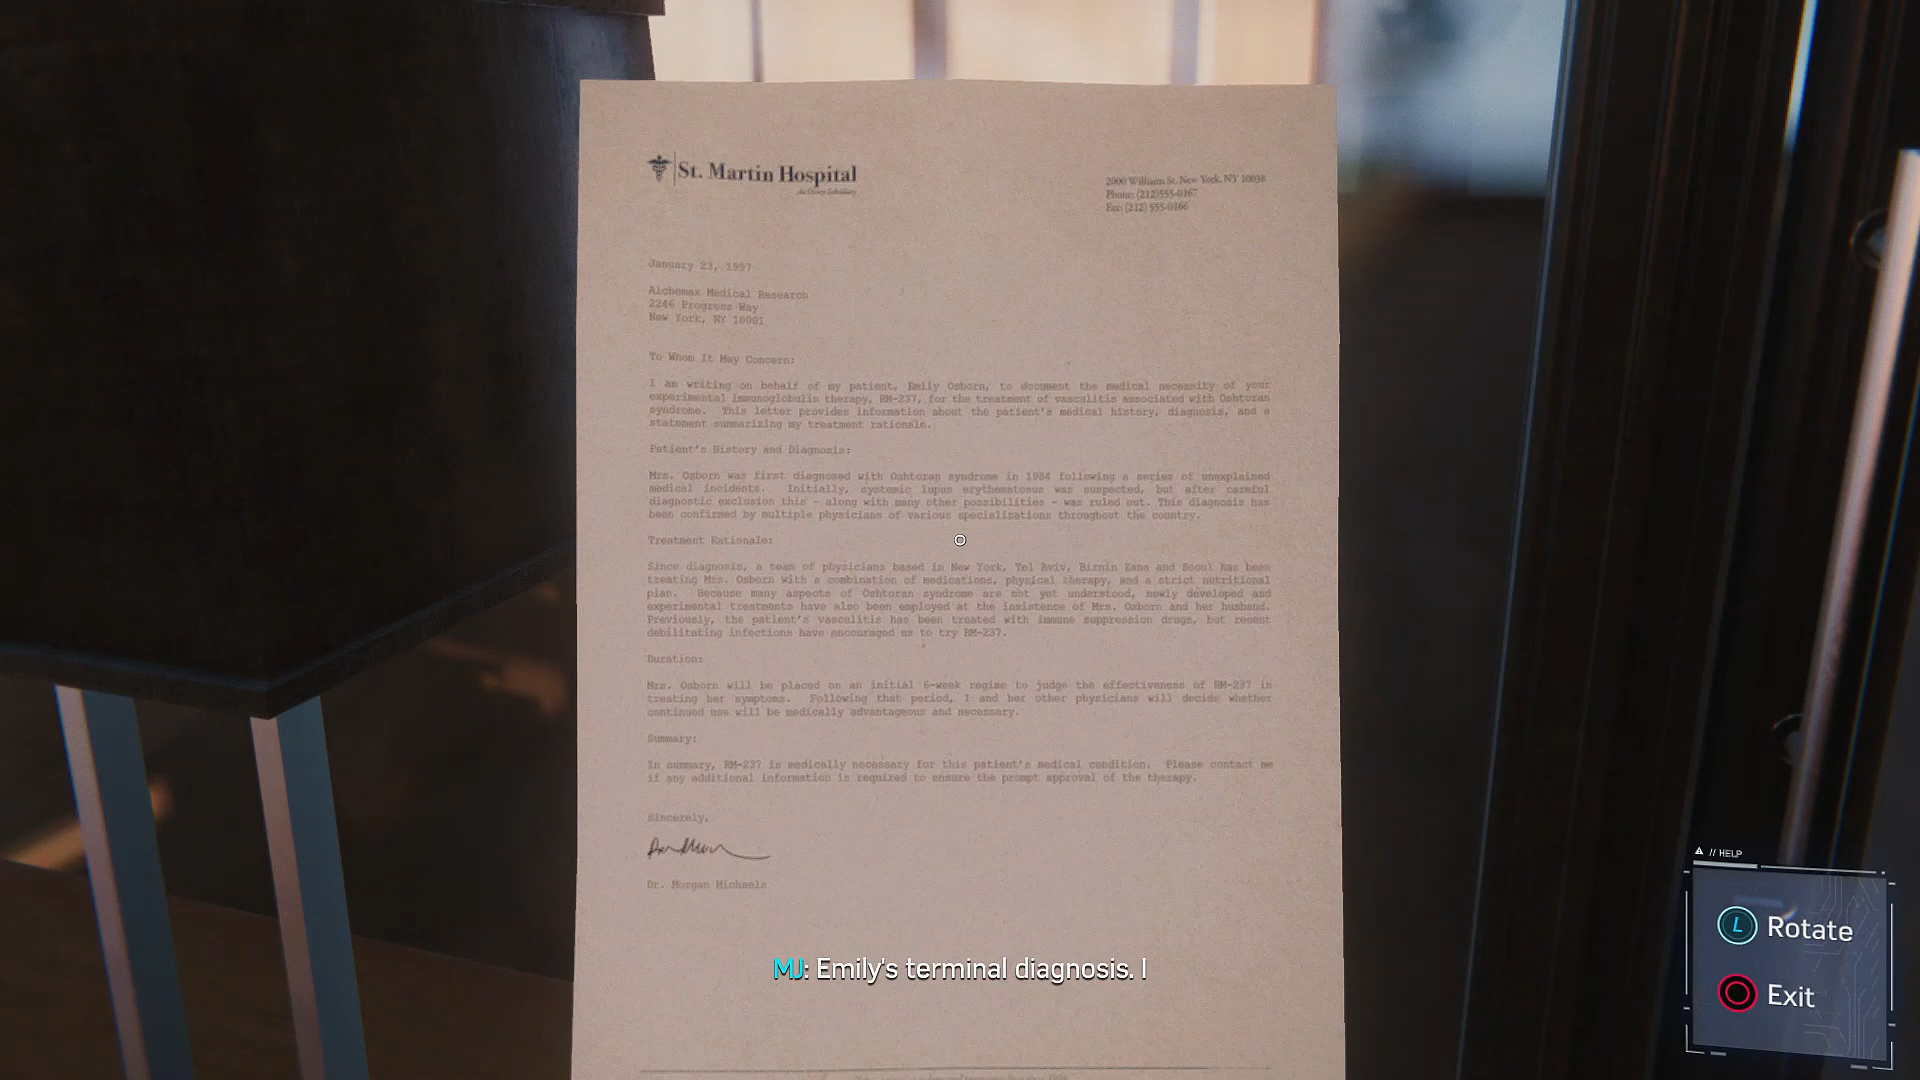 St. Martin Hospital
An Oscorp Subsidiary
2000 Williams St. New York, NY 10038
Phone: (212)555-0167
Fax: (212) 555-0166
January 23, 1997
Alchemax Medical Research
2246 Progress Way
New York, NY 10001
To Whom It May Concern:
I am writing on behalf of my patient, Emily Osborn, to document the medical necessity of your
experimental immunoglobulin therapy, RM-237, for the treatment of vasculitis associated with Oshtoran
syndrome. This letter provides information about the patient's medical history, diagnosis, and a
statement summarizing my treatment rationale.
Patient's History and Diagnosis:
Mrs. Osborn was first diagnosed with Oshtoran syndrome in 1984 following a series of unexplained
medical incidents. Initially, systemic lupus erythematosus was suspected, but after careful
diagnostic exclusion this - along with many other possibilities - was ruled out. This diagnosis has
been confirmed by multiple physicians of various specializations throughout the country.
Treatment Rationale:
Since diagnosis, a team of physicians based in New York, Tel Aviv, Birnin Zana and Seoul has been
treating Mrs. Osborn with a combination of medications, physical therapy, and a strict nutritional
plan. Because many aspects of Oshtoran syndrome are not yet understood, newly developed and
experimental treatments have also been employed at the insistence of Mrs. Osborn and her husband.
Previously, the patient's vasculitis has been treated with immune suppression drugs, but recent
debilitating infections have encouraged us to try RM-237.
Duration:
Mrs. Osborn will be placed on an initial 6-week regime to judge the effectiveness of RM-237 in
treating her symptoms. Following that period, I and her other physicians will decide whether
continued use will be medically advantageous and necessary.
Summary:
In summary, RM-237 is medically necessary for this patient's medical condition. Please contact me
if any additional information is required to ensure the prompt approval of the therapy.
Sincerely,
Dr. Morgan Michaels
MJ: Emily's terminal diagnosis. I
// HELP
L Rotate
Exit